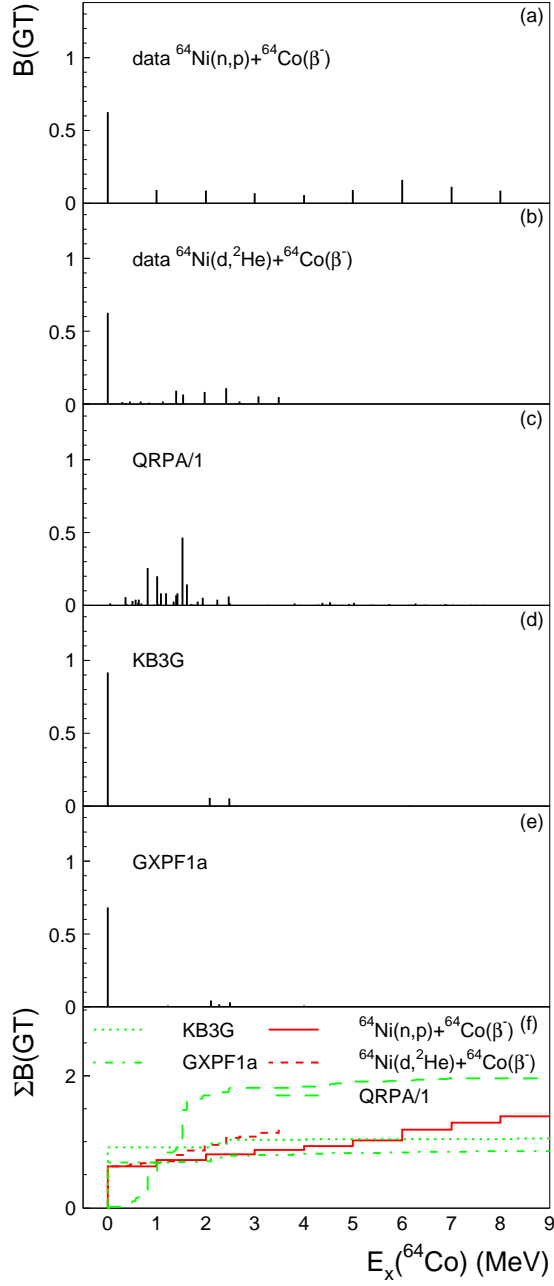 B(GT)
(a)
data ⁶⁴Ni(n,p)+⁶⁴Co(β⁻)
1
0.5
0
(b)
data ⁶⁴Ni(d,²He)+⁶⁴Co(β⁻)
1
0.5
0
(c)
QRPA/1
1
0.5
0
(d)
KB3G
1
0.5
0
(e)
GXPF1a
1
0.5
0
ΣB(GT)
(f)
KB3G ⁶⁴Ni(n,p)+⁶⁴Co(β⁻)
GXPF1a ⁶⁴Ni(d,²He)+⁶⁴Co(β⁻)
QRPA/1
2
0
0 1 2 3 4 5 6 7 8 9
Eₓ(⁶⁴Co) (MeV)